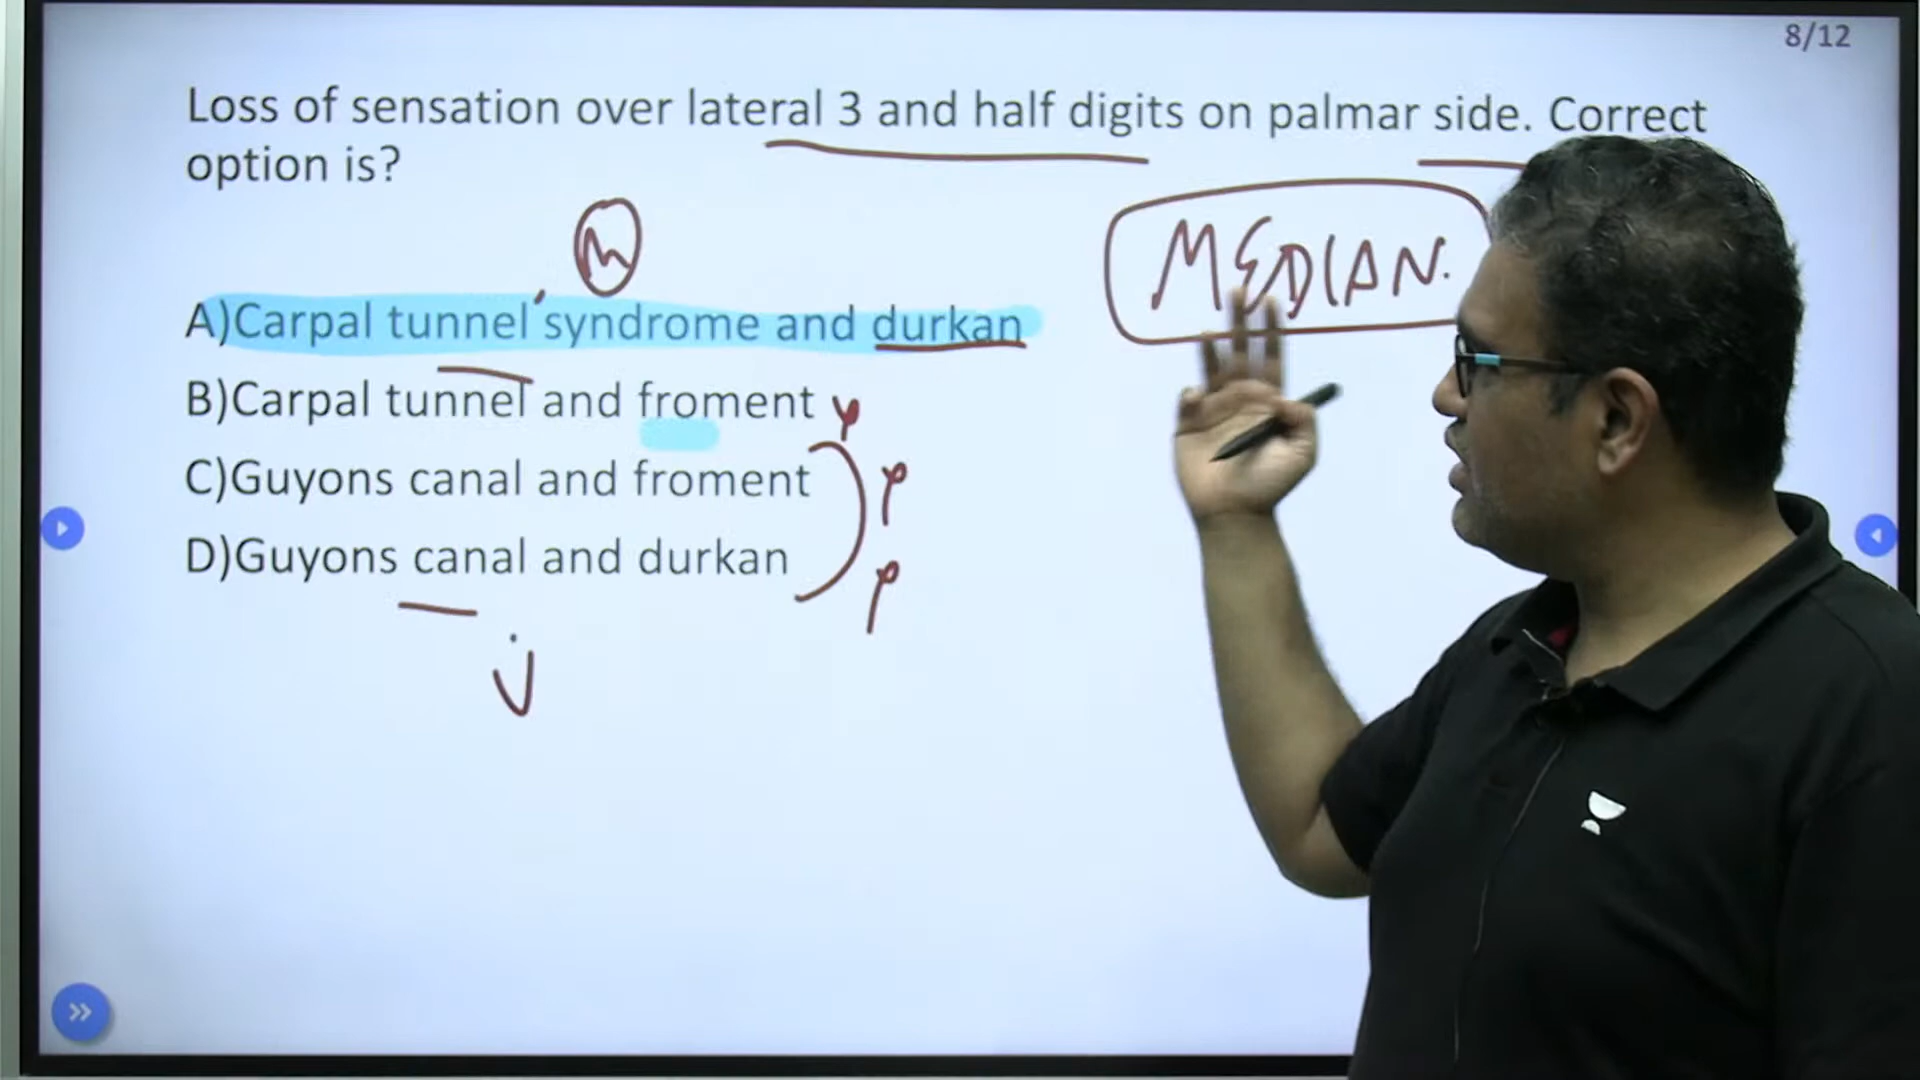 8/12
Loss of sensation over lateral 3 and half digits on palmar side. Correct
option is?
M
MEDIAN.
A)Carpal tunnel syndrome and durkan
B)Carpal tunnel and froment
C)Guyons canal and froment
D)Guyons canal and durkan
U